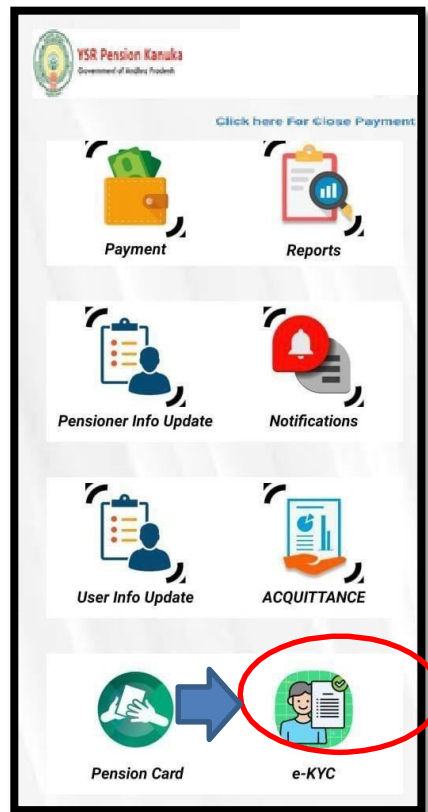 YSR Pension Kanuka
Government of Andhra Pradesh
Click here For Close Payment
Payment
Reports
Pensioner Info Update
Notifications
User Info Update
ACQUITTANCE
Pension Card
e-KYC